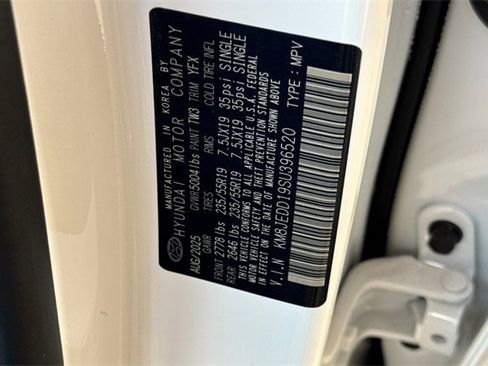 MANUFACTURED IN KOREA BY
HYUNDAI MOTOR COMPANY
AUG/2025 GVWR 5004 lbs PAINT TW3 TRIM YFX
GAWR TIRES RIMS COLD TIRE INFL
FRONT 2778 lbs 235/55R19 7.5JX19 35psi SINGLE
REAR 2646 lbs 235/55R19 7.5JX19 35psi SINGLE
THIS VEHICLE CONFORMS TO ALL APPLICABLE U.S.A. FEDERAL
MOTOR VEHICLE SAFETY AND THEFT PREVENTION STANDARDS
IN EFFECT ON THE DATE OF MANUFACTURE SHOWN ABOVE
V.I.N KM8JEDD19SU396520 TYPE : MPV